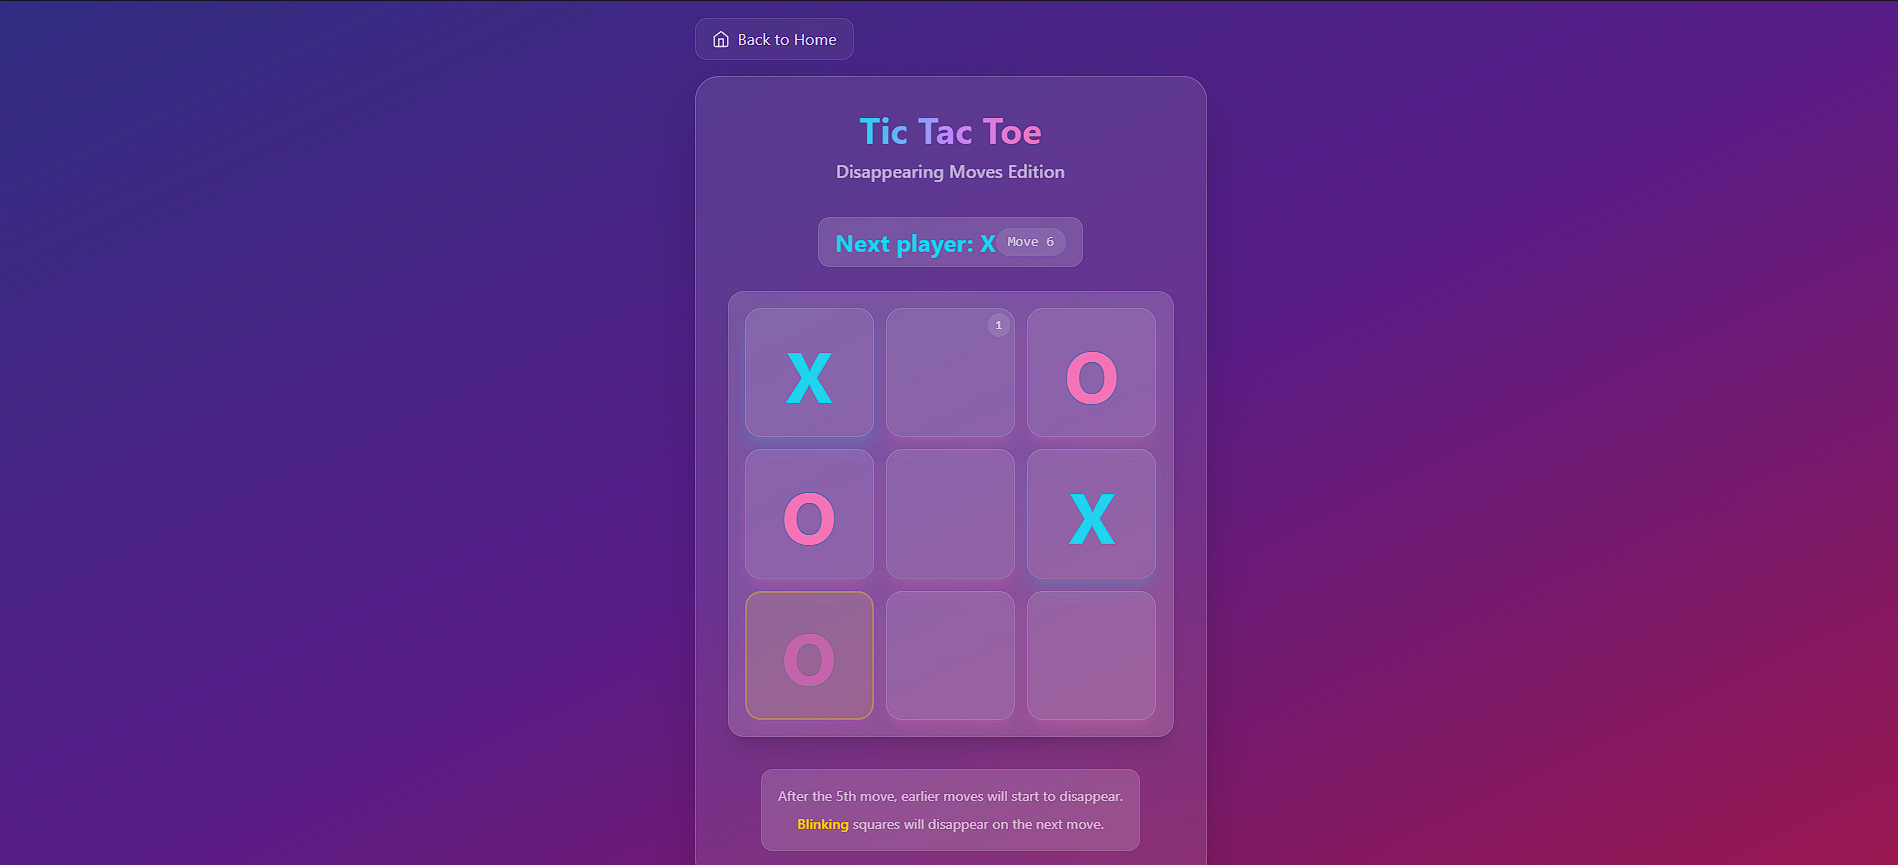 Back to Home
Tic Tac Toe
Disappearing Moves Edition
Next player: X Move 6
X 1 O
O X
O
After the 5th move, earlier moves will start to disappear.
Blinking squares will disappear on the next move.